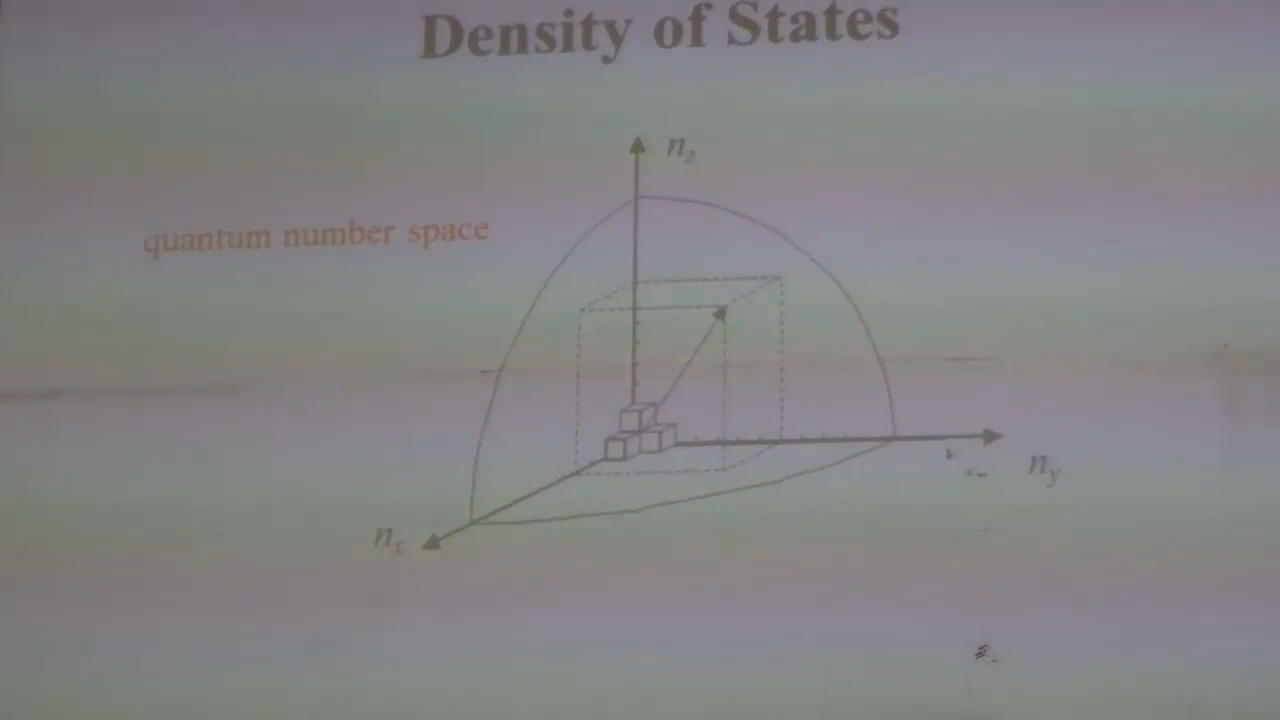 Density of States
n_z
quantum number space
n_y
n_x